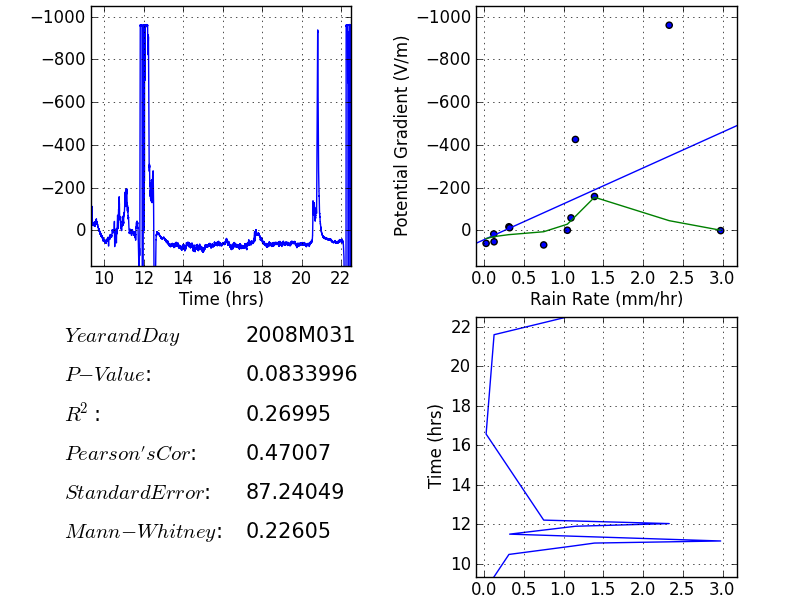 −1000
−800
−600
−400
−200
0
10 12 14 16 18 20 22
Time (hrs)
Potential Gradient (V/m)
−1000
−800
−600
−400
−200
0
0.0 0.5 1.0 1.5 2.0 2.5 3.0
Rain Rate (mm/hr)
YearandDay 2008M031
P−Value: 0.0833996
R²: 0.26995
Pearson'sCor: 0.47007
StandardError: 87.24049
Mann−Whitney: 0.22605
Time (hrs)
22
20
18
16
14
12
10
0.0 0.5 1.0 1.5 2.0 2.5 3.0